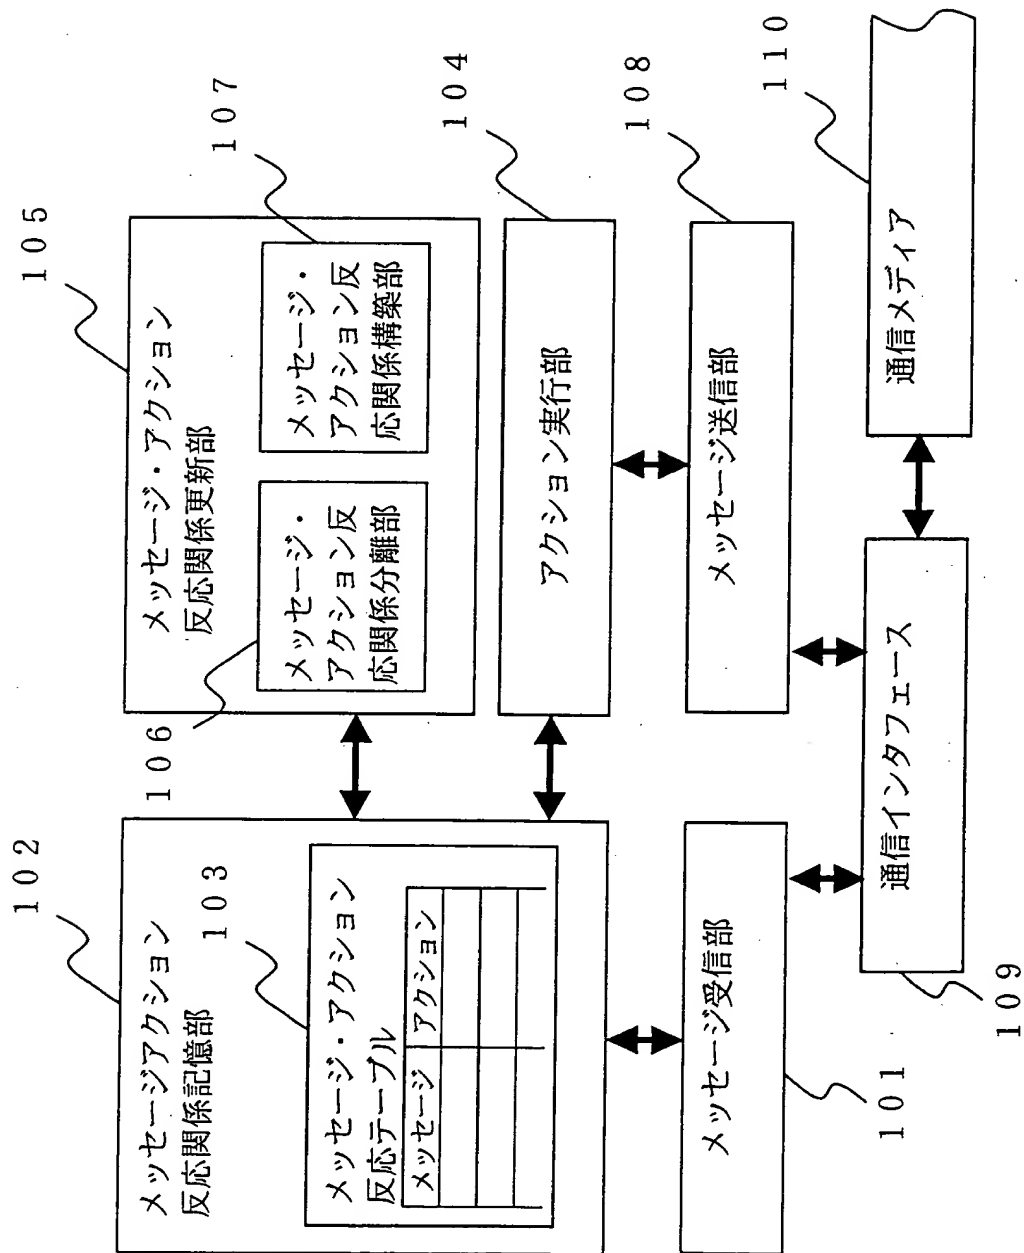 102
メッセージアクション
反応関係記憶部
103
メッセージ・アクション
反応テーブル
メッセージ アクション
105
メッセージ・アクション
反応関係更新部
106
メッセージ・
アクション反
応関係分離部
107
メッセージ・
アクション反
応関係構築部
104
アクション実行部
101
メッセージ受信部
108
メッセージ送信部
109
通信インタフェース
110
通信メディア